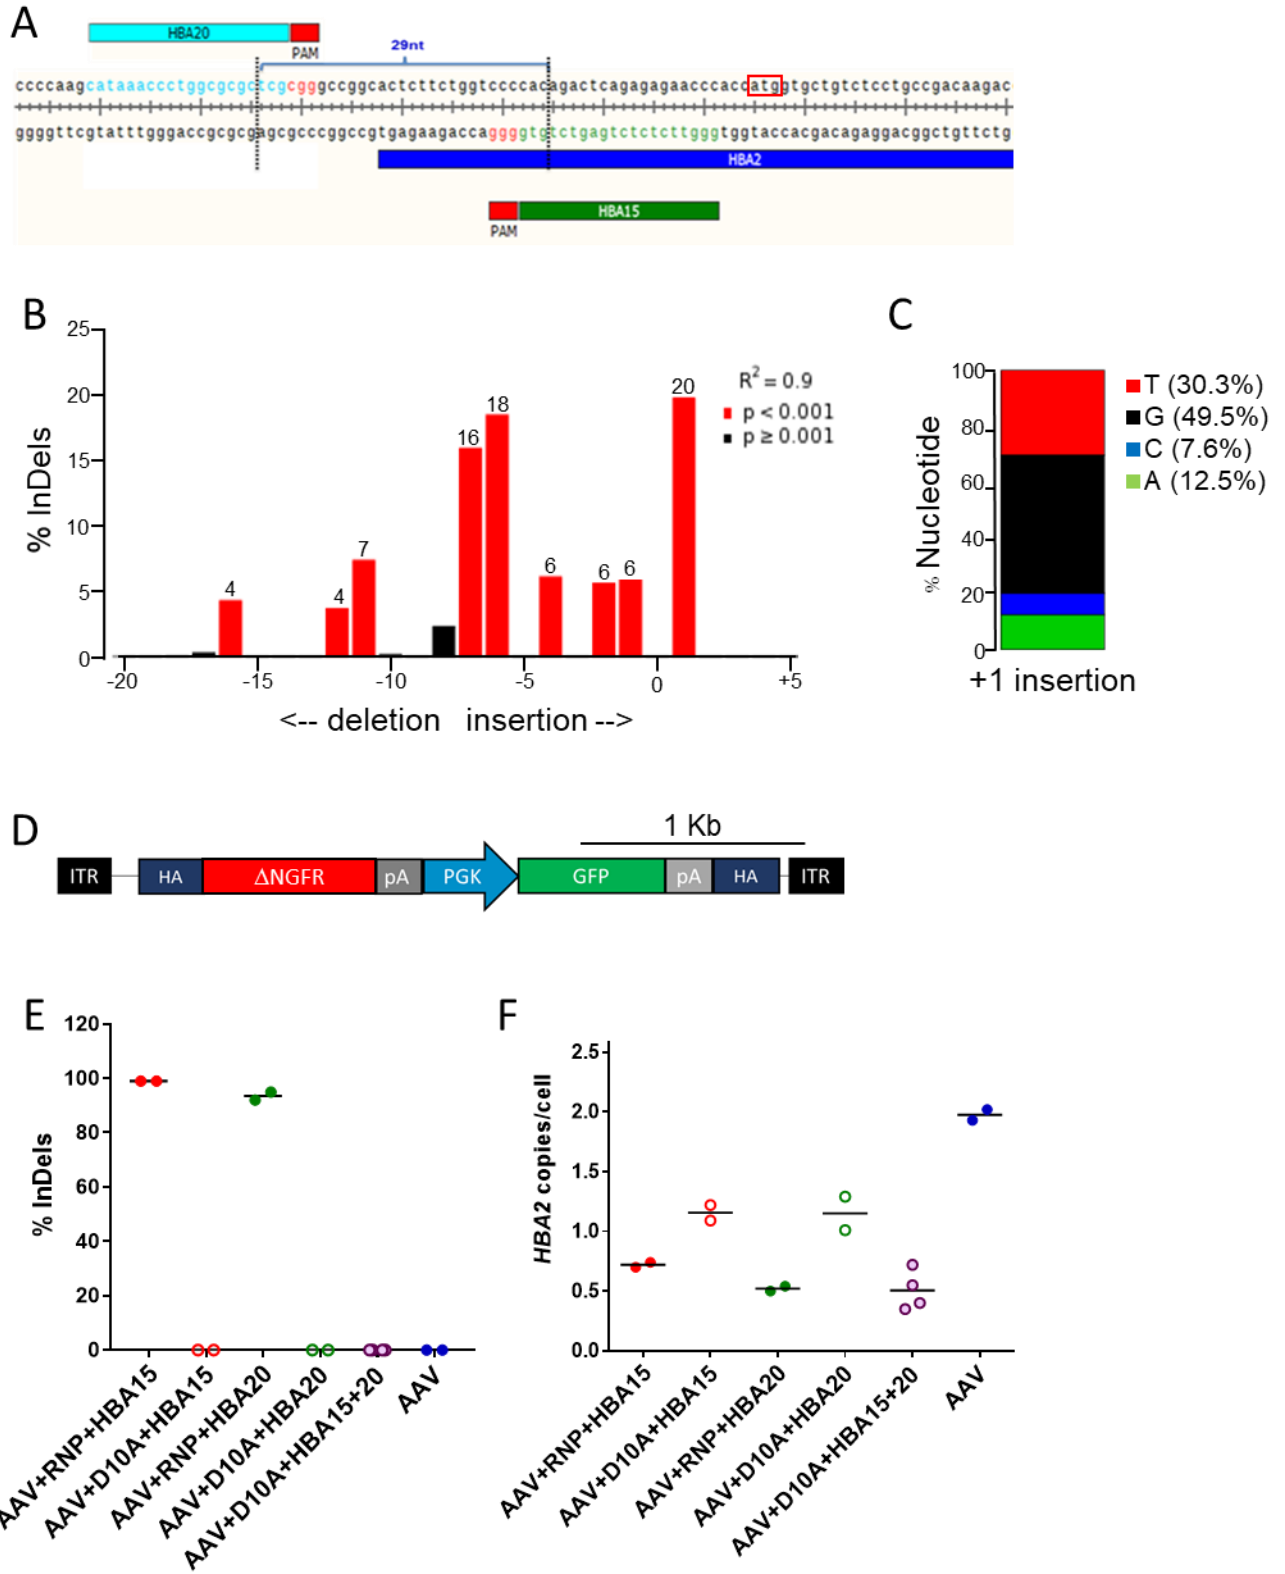 A
HBA20
PAM
29nt
ccccaagcataaaccctggcgcgctcgcgggccggcactcttctggtccccacagactcagagagaacccaccatggtgctgtctcctgccgacaagac
ggggttcgtatttgggaccgcgcgagcgcccggccgtgagaagaccaggggtgtctgagtctctcttgggtggtaccacgacagaggacggctgttctg
HBA2
HBA15
PAM
B
% InDels
25
20
15
10
5
0
4
4
7
16
18
6
6
6
20
R2 = 0.9
p < 0.001
p ≥ 0.001
-20
-15
-10
-5
0
+5
<-- deletion insertion -->
C
% Nucleotide
100
80
60
40
20
0
T (30.3%)
G (49.5%)
C (7.6%)
A (12.5%)
+1 insertion
D
1 Kb
ITR HA ΔNGFR pA PGK GFP pA HA ITR
E
% InDels
120
100
80
60
40
20
0
AAV+RNP+HBA15
AAV+D10A+HBA15
AAV+RNP+HBA20
AAV+D10A+HBA20
AAV+D10A+HBA15+20
AAV
F
HBA2 copies/cell
2.5
2.0
1.5
1.0
0.5
0.0
AAV+RNP+HBA15
AAV+D10A+HBA15
AAV+RNP+HBA20
AAV+D10A+HBA20
AAV+D10A+HBA15+20
AAV